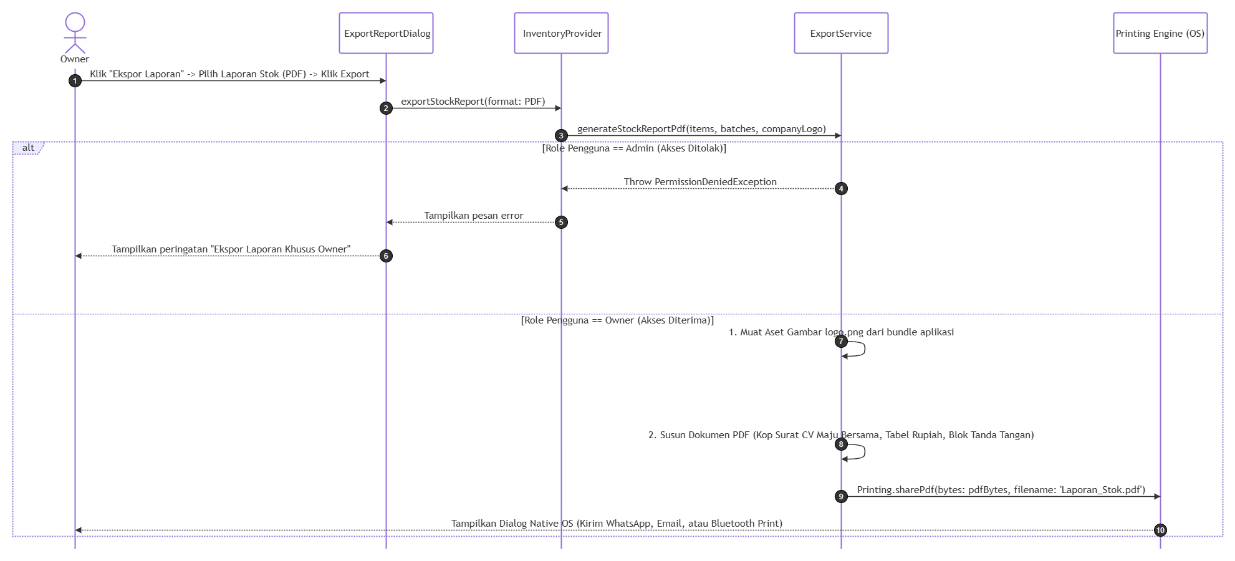 Owner
ExportReportDialog
InventoryProvider
ExportService
Printing Engine (OS)
1
Klik "Ekspor Laporan" -> Pilih Laporan Stok (PDF) -> Klik Export
2
exportStockReport(format: PDF)
3
generateStockReportPdf(items, batches, companyLogo)
alt
[Role Pengguna == Admin (Akses Ditolak)]
Throw PermissionDeniedException
4
Tampilkan pesan error
5
Tampilkan peringatan "Ekspor Laporan Khusus Owner"
6
[Role Pengguna == Owner (Akses Diterima)]
1. Muat Aset Gambar logo.png dari bundle aplikasi
7
2. Susun Dokumen PDF (Kop Surat CV Maju Bersama, Tabel Rupiah, Blok Tanda Tangan)
8
9
Printing.sharePdf(bytes: pdfBytes, filename: 'Laporan_Stok.pdf')
Tampilkan Dialog Native OS (Kirim WhatsApp, Email, atau Bluetooth Print)
10